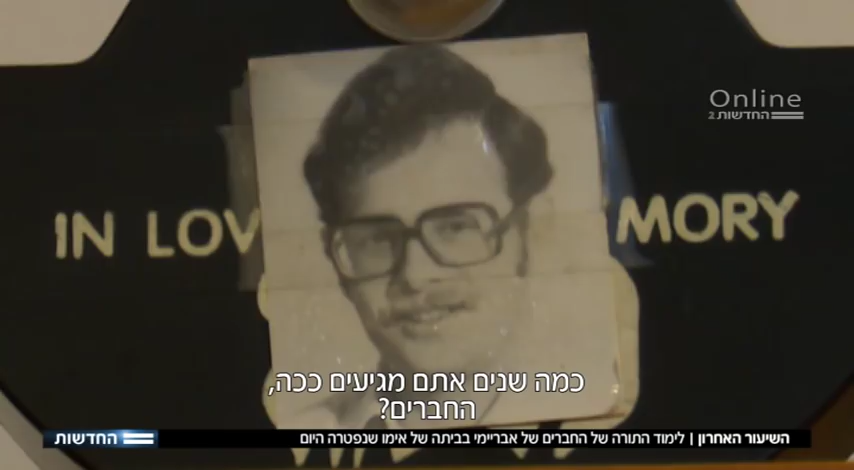 Online
החדשות 2
IN LOV MORY
כמה שנים אתם מגיעים ככה,
החברים?
השיעור האחרון | לימוד התורה של החברים של אבריימי בביתה של אימו שנפטרה היום
החדשות